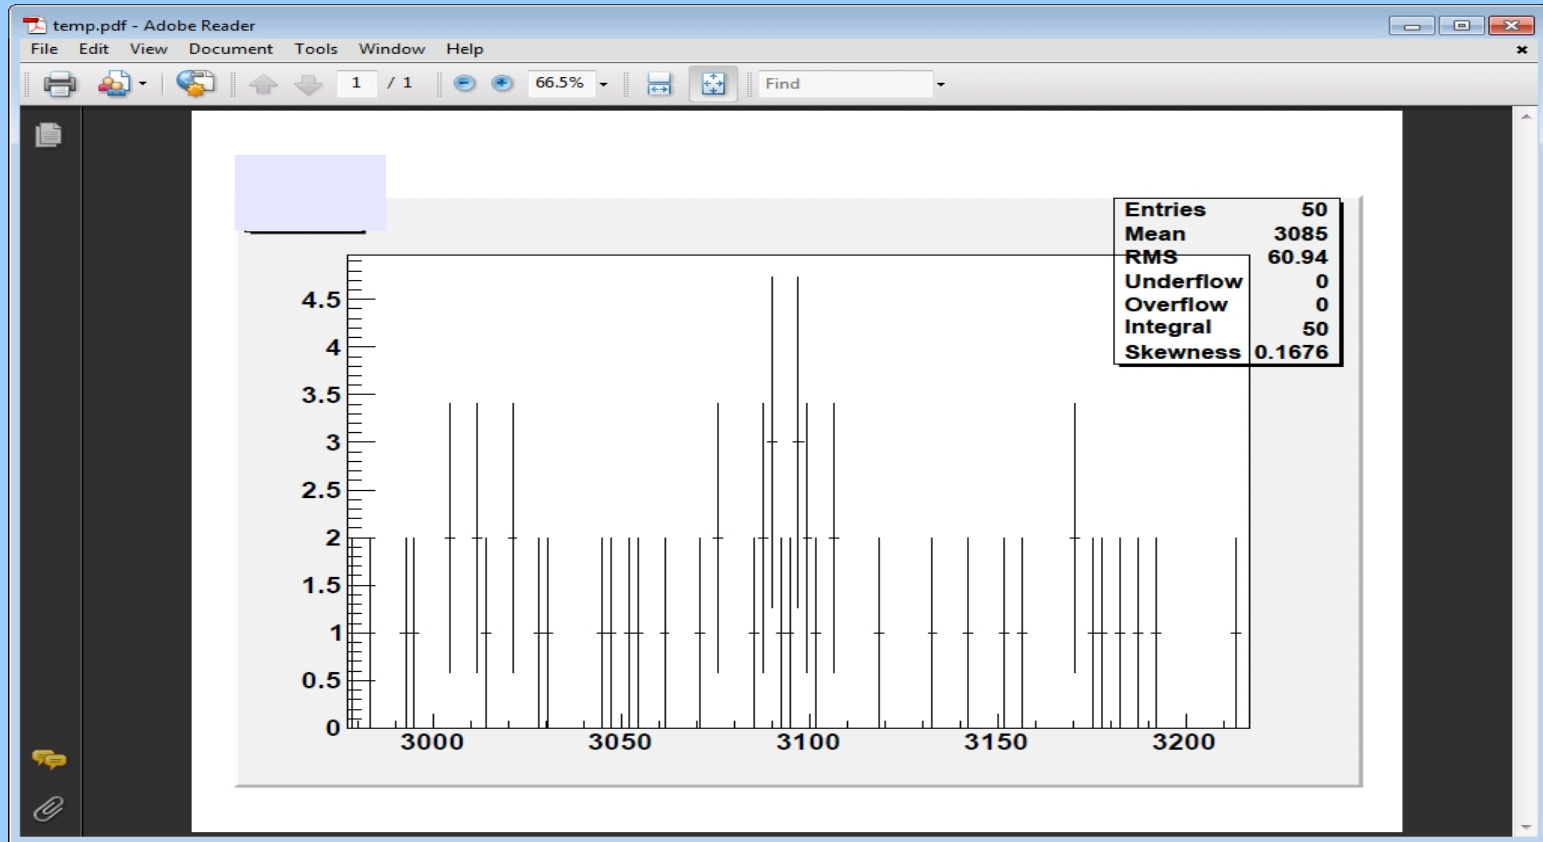 temp.pdf - Adobe Reader
File Edit View Document Tools Window Help
1 / 1 66.5% Find
Entries 50
Mean 3085
RMS 60.94
Underflow 0
Overflow 0
Integral 50
Skewness 0.1676
4.5
4
3.5
3
2.5
2
1.5
1
0.5
0
3000 3050 3100 3150 3200